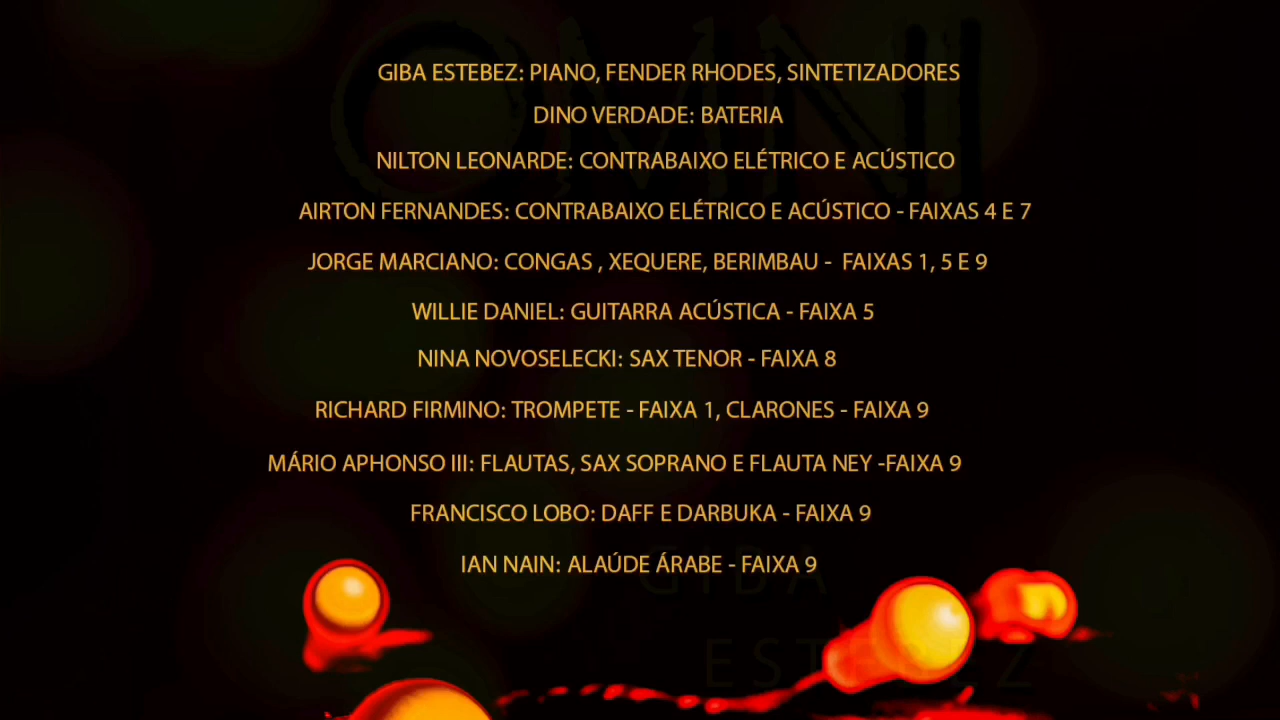 OMNI
GIBA ESTEBEZ: PIANO, FENDER RHODES, SINTETIZADORES
DINO VERDADE: BATERIA
NILTON LEONARDE: CONTRABAIXO ELÉTRICO E ACÚSTICO
AIRTON FERNANDES: CONTRABAIXO ELÉTRICO E ACÚSTICO - FAIXAS 4 E 7
JORGE MARCIANO: CONGAS , XEQUERE, BERIMBAU -  FAIXAS 1, 5 E 9
WILLIE DANIEL: GUITARRA ACÚSTICA - FAIXA 5
NINA NOVOSELECKI: SAX TENOR - FAIXA 8
RICHARD FIRMINO: TROMPETE - FAIXA 1, CLARONES - FAIXA 9
MÁRIO APHONSO III: FLAUTAS, SAX SOPRANO E FLAUTA NEY -FAIXA 9
FRANCISCO LOBO: DAFF E DARBUKA - FAIXA 9
IAN NAIN: ALAÚDE ÁRABE - FAIXA 9
GIBA
ESTEBEZ